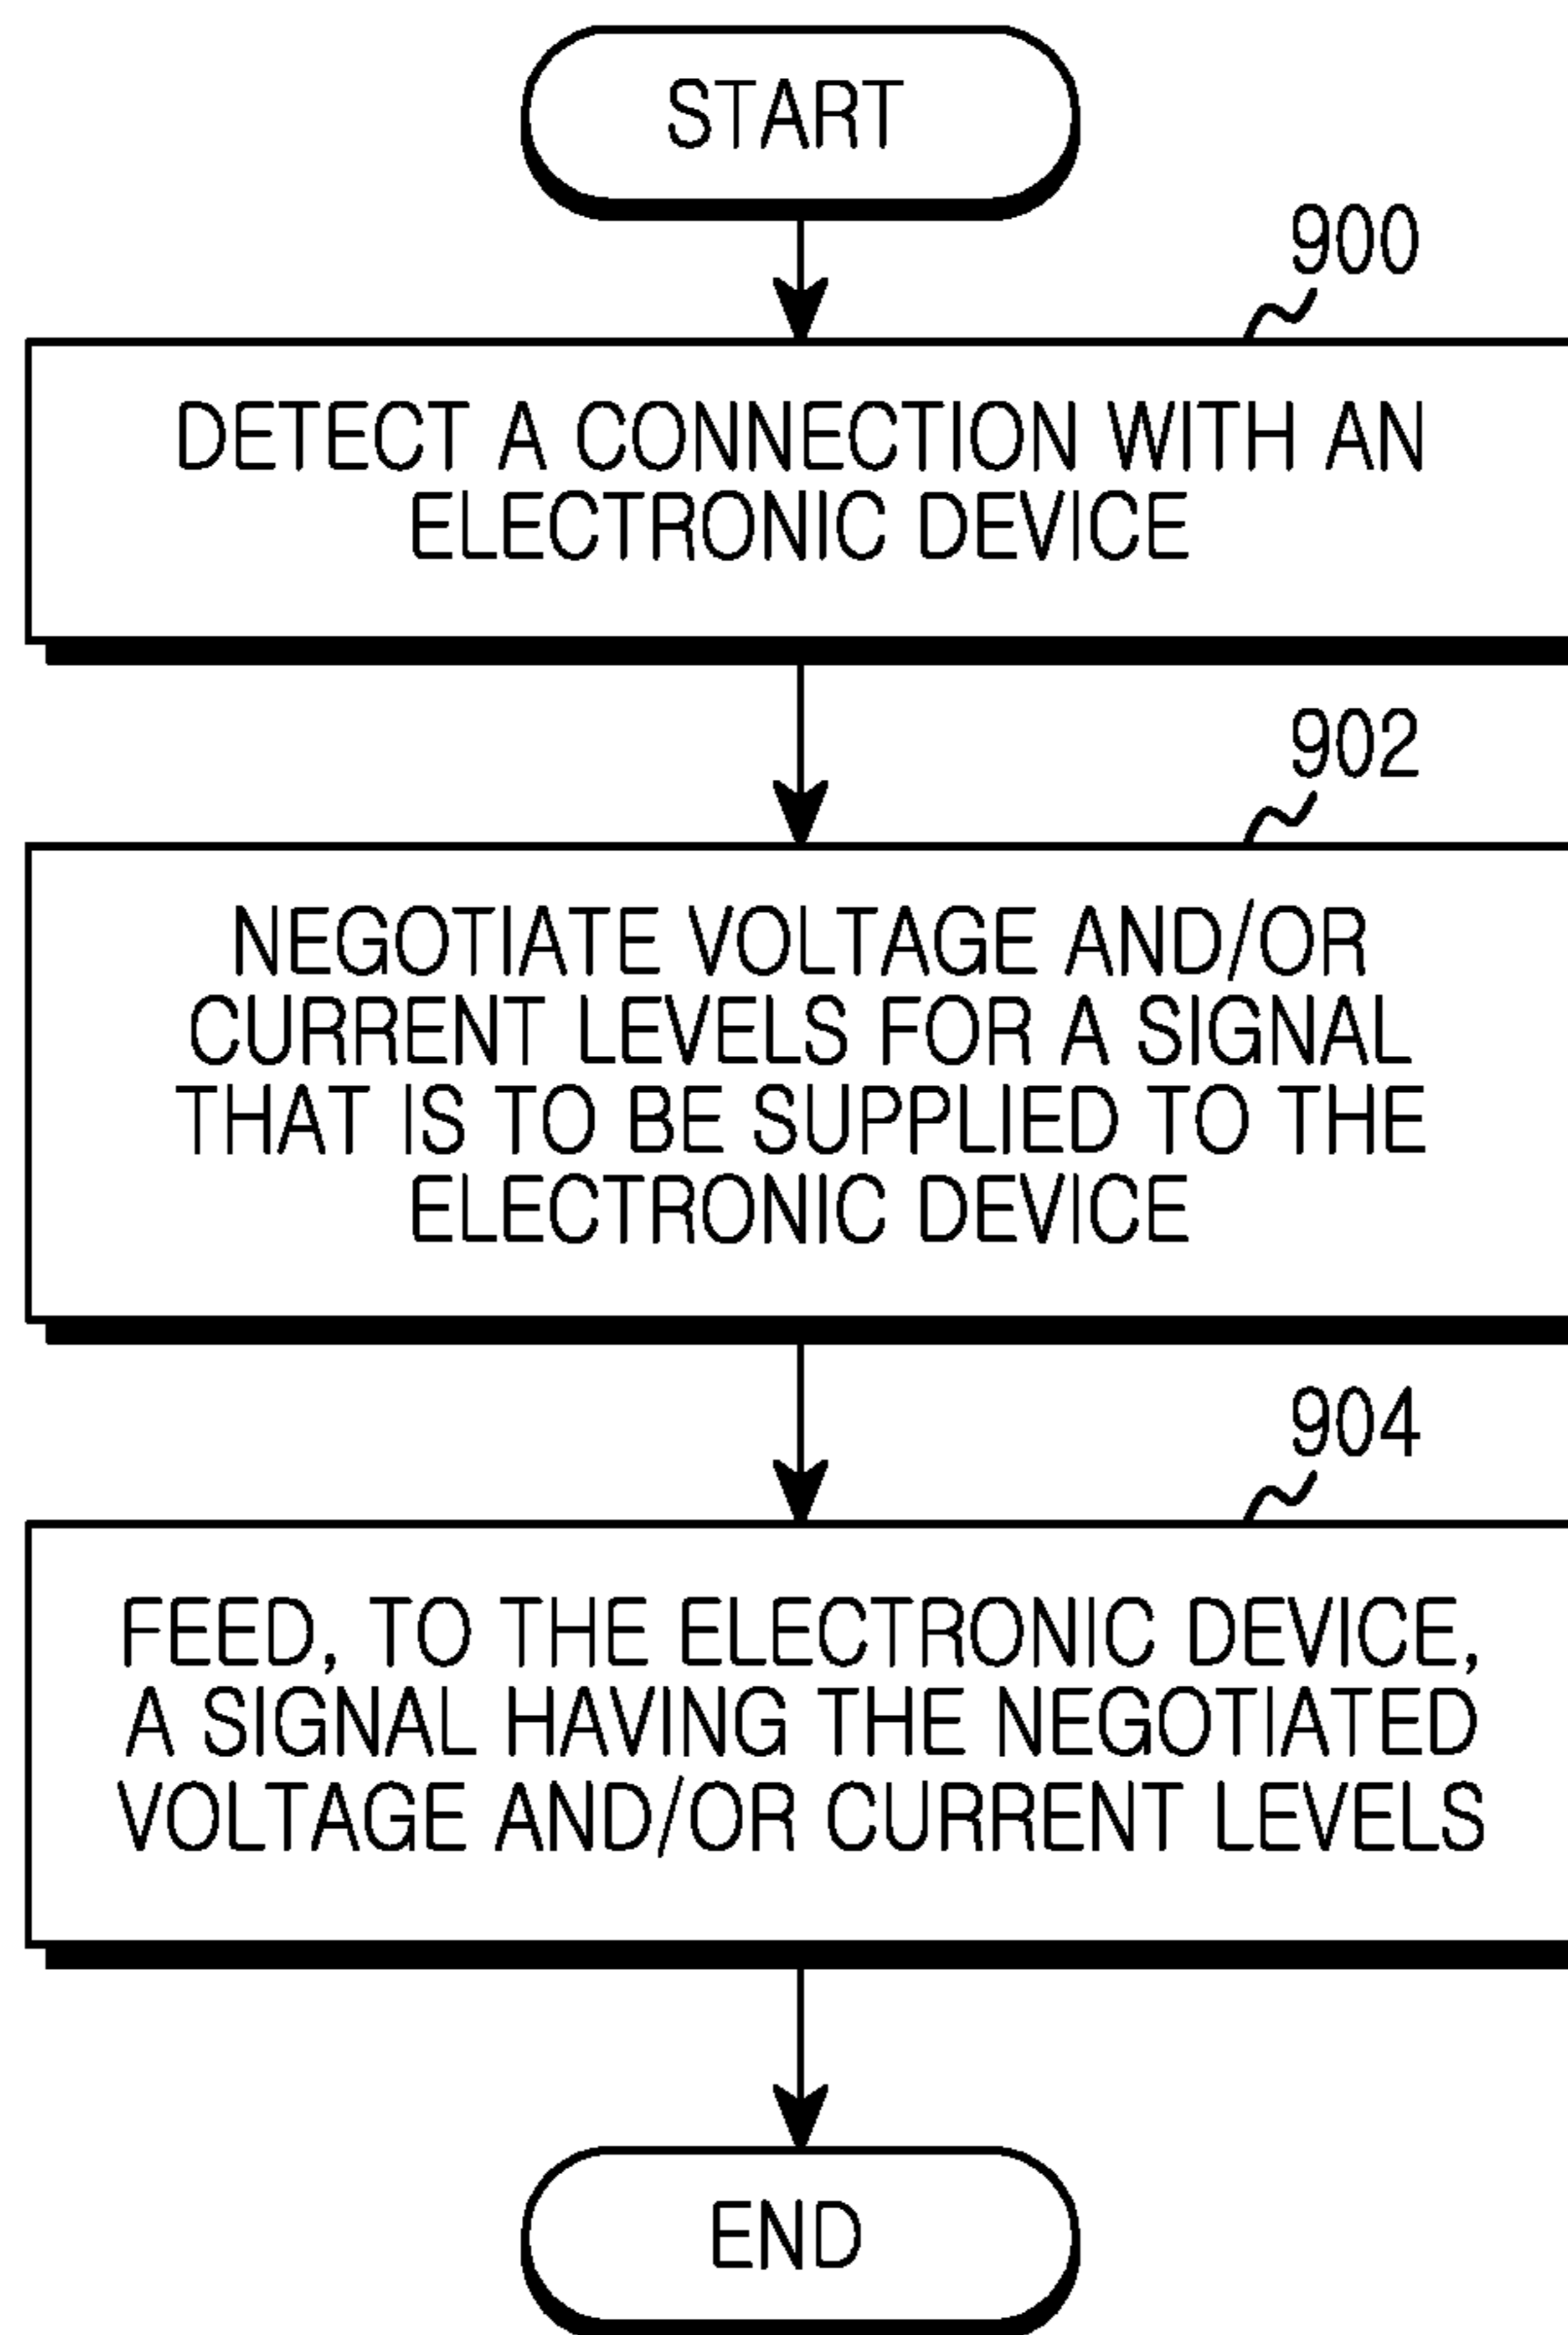 START
900
DETECT A CONNECTION WITH AN
ELECTRONIC DEVICE
902
NEGOTIATE VOLTAGE AND/OR
CURRENT LEVELS FOR A SIGNAL
THAT IS TO BE SUPPLIED TO THE
ELECTRONIC DEVICE
904
FEED, TO THE ELECTRONIC DEVICE,
A SIGNAL HAVING THE NEGOTIATED
VOLTAGE AND/OR CURRENT LEVELS
END